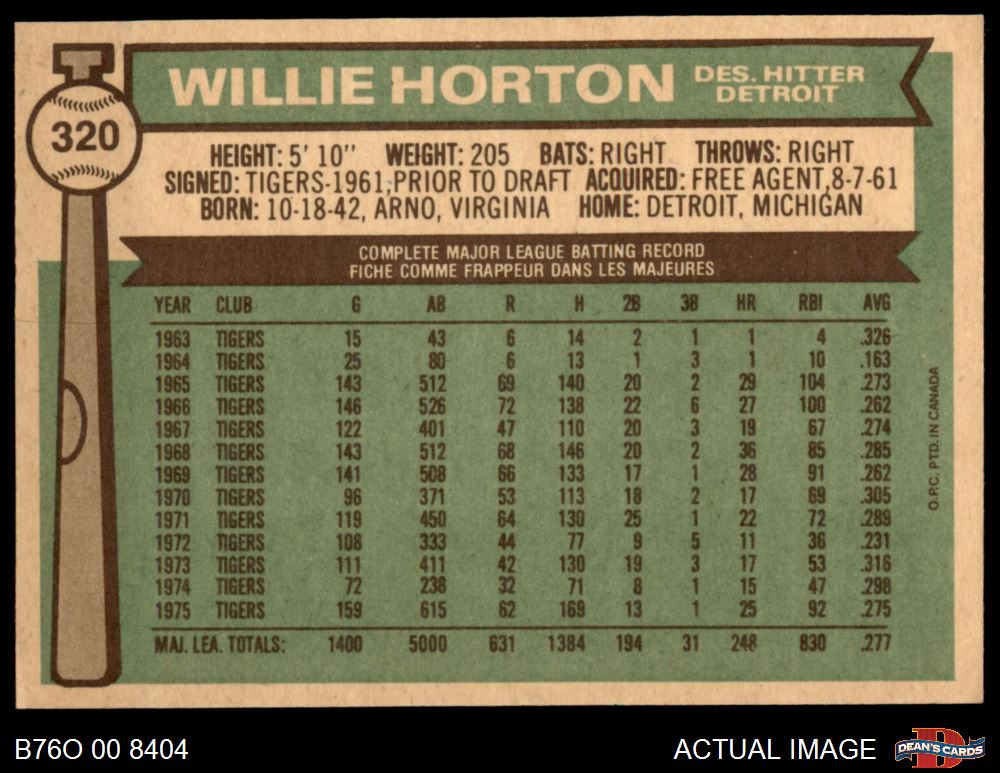 WILLIE HORTON DES. HITTER
DETROIT
320
HEIGHT: 5' 10" WEIGHT: 205 BATS: RIGHT THROWS: RIGHT
SIGNED: TIGERS-1961, PRIOR TO DRAFT ACQUIRED: FREE AGENT, 8-7-61
BORN: 10-18-42, ARNO, VIRGINIA HOME: DETROIT, MICHIGAN
COMPLETE MAJOR LEAGUE BATTING RECORD
FICHE COMME FRAPPEUR DANS LES MAJEURES
YEAR CLUB G AB R H 2B 3B HR RBI AVG
1963 TIGERS 15 43 6 14 2 1 1 4 .326
1964 TIGERS 25 80 6 13 1 3 1 10 .163
1965 TIGERS 143 512 69 140 20 2 29 104 .273
1966 TIGERS 146 526 72 138 22 6 27 100 .262
1967 TIGERS 122 401 47 110 20 3 19 67 .274
1968 TIGERS 143 512 68 146 20 2 36 85 .285
1969 TIGERS 141 508 66 133 17 1 28 91 .262
1970 TIGERS 96 371 53 113 18 2 17 69 .305
1971 TIGERS 119 450 64 130 25 1 22 72 .289
1972 TIGERS 108 333 44 77 9 5 11 36 .231
1973 TIGERS 111 411 42 130 19 3 17 53 .316
1974 TIGERS 72 238 32 71 8 1 15 47 .298
1975 TIGERS 159 615 62 169 13 1 25 92 .275
MAJ. LEA. TOTALS: 1400 5000 631 1384 194 31 248 830 .277
O.P.C. PTD. IN CANADA
B76O 00 8404
ACTUAL IMAGE
D
DEAN'S CARDS